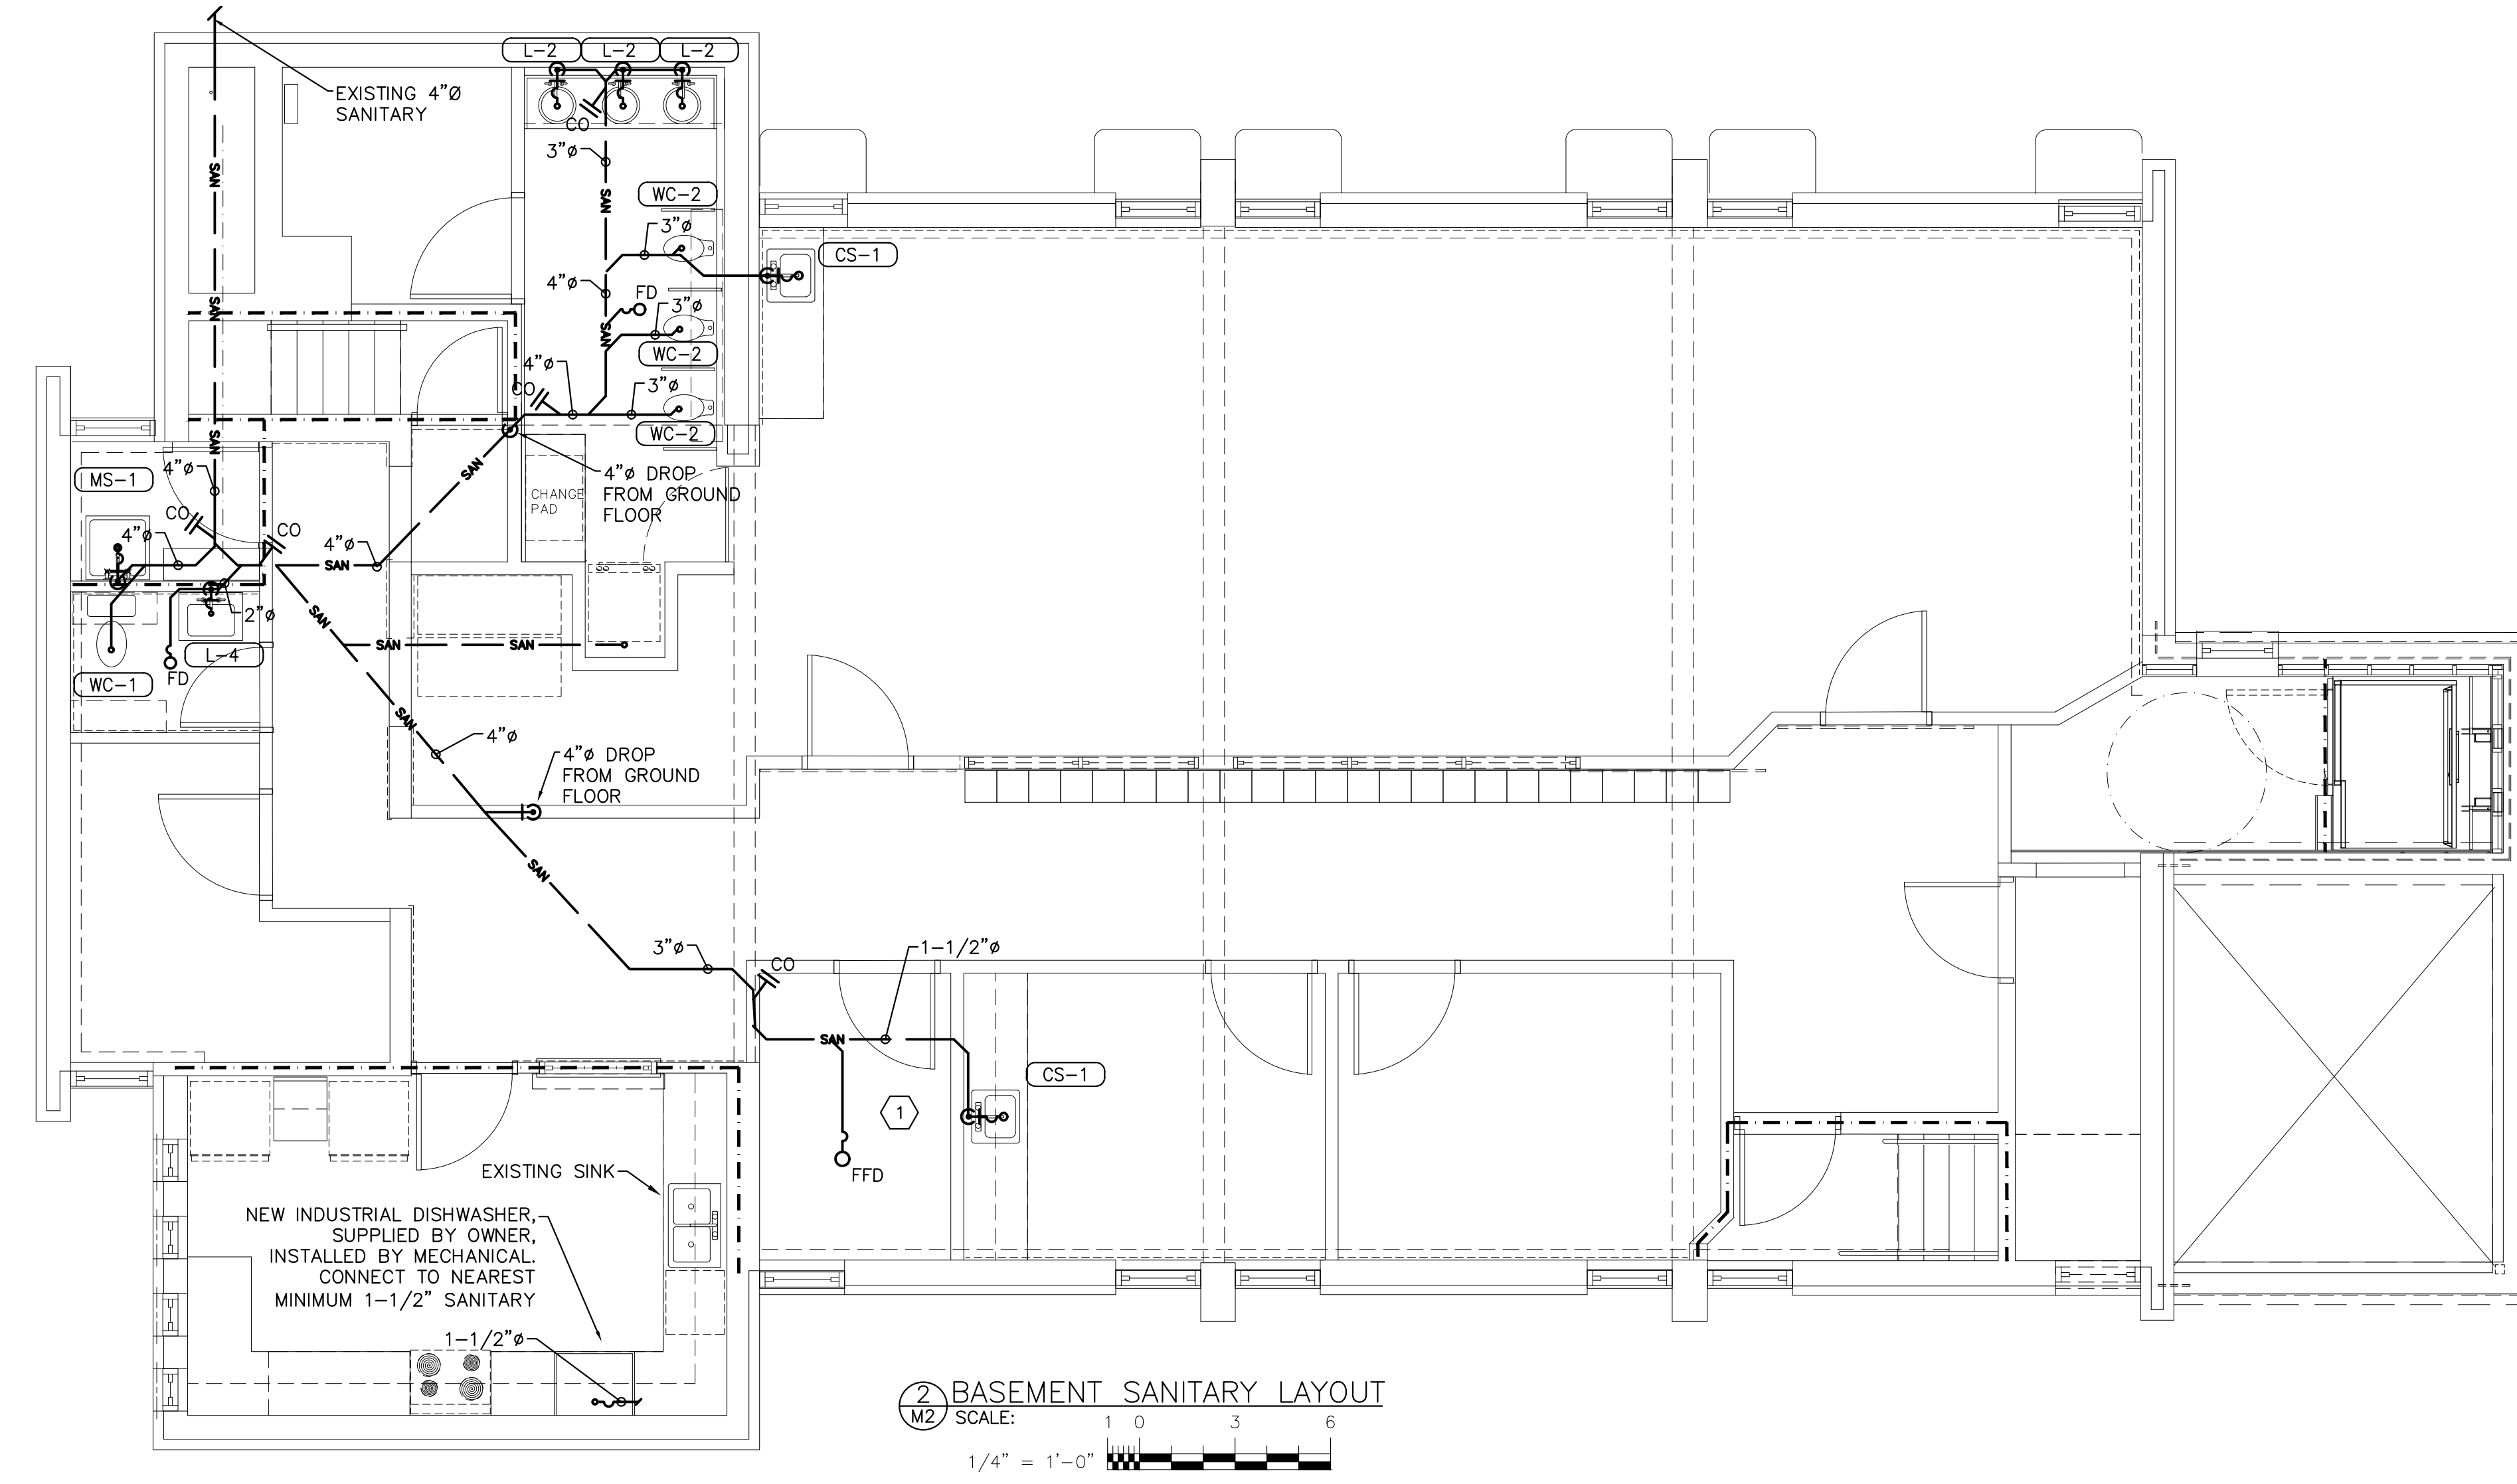 L-2
L-2
L-2
EXISTING 4"Ø
SANITARY
CO
3"ø
SAN
SAN
WC-2
3"ø
CS-1
4"ø
FD
3"ø
SAN
SAN
WC-2
4"ø
CO
3"ø
WC-2
SAN
SAN
4"ø
MS-1
4"ø DROP
FROM GROUND
FLOOR
CHANGE
PAD
CO
CO
4"ø
4"ø
SAN
2"ø
SAN
L-4
SAN
SAN
WC-1
FD
SAN
4"ø
4"ø DROP
FROM GROUND
FLOOR
SAN
3"ø
CO
1-1/2"ø
SAN
CS-1
1
FFD
EXISTING SINK
NEW INDUSTRIAL DISHWASHER,
SUPPLIED BY OWNER,
INSTALLED BY MECHANICAL.
CONNECT TO NEAREST
MINIMUM 1-1/2" SANITARY
1-1/2"ø
2 BASEMENT SANITARY LAYOUT
M2 SCALE:
1 0 3 6
1/4" = 1'-0"